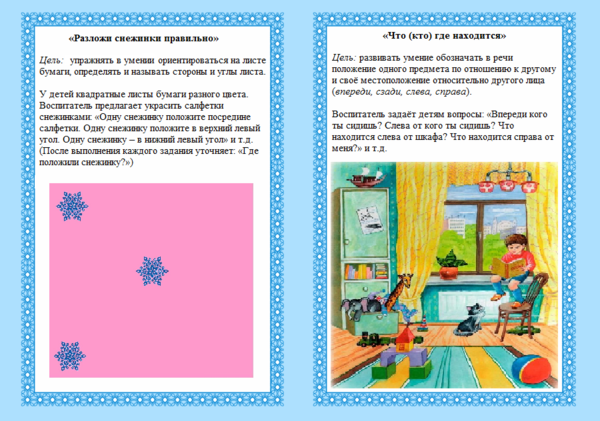 «Разложи снежинки правильно»
Цель: упражнять в умении ориентироваться на листе
бумаги, определять и называть стороны и углы листа.
У детей квадратные листы бумаги разного цвета.
Воспитатель предлагает украсить салфетки
снежинками: «Одну снежинку положите посредине
салфетки. Одну снежинку положите в верхний левый
угол. Одну снежинку – в нижний левый угол» и т.д.
(После выполнения каждого задания уточняет: «Где
положили снежинку?»)
«Что (кто) где находится»
Цель: развивать умение обозначать в речи
положение одного предмета по отношению к другому
и своё местоположение относительно другого лица
(впереди, сзади, слева, справа).
Воспитатель задаёт детям вопросы: «Впереди кого
ты сидишь? Слева от кого ты сидишь? Что
находится слева от шкафа? Что находится справа от
меня?» и т.д.